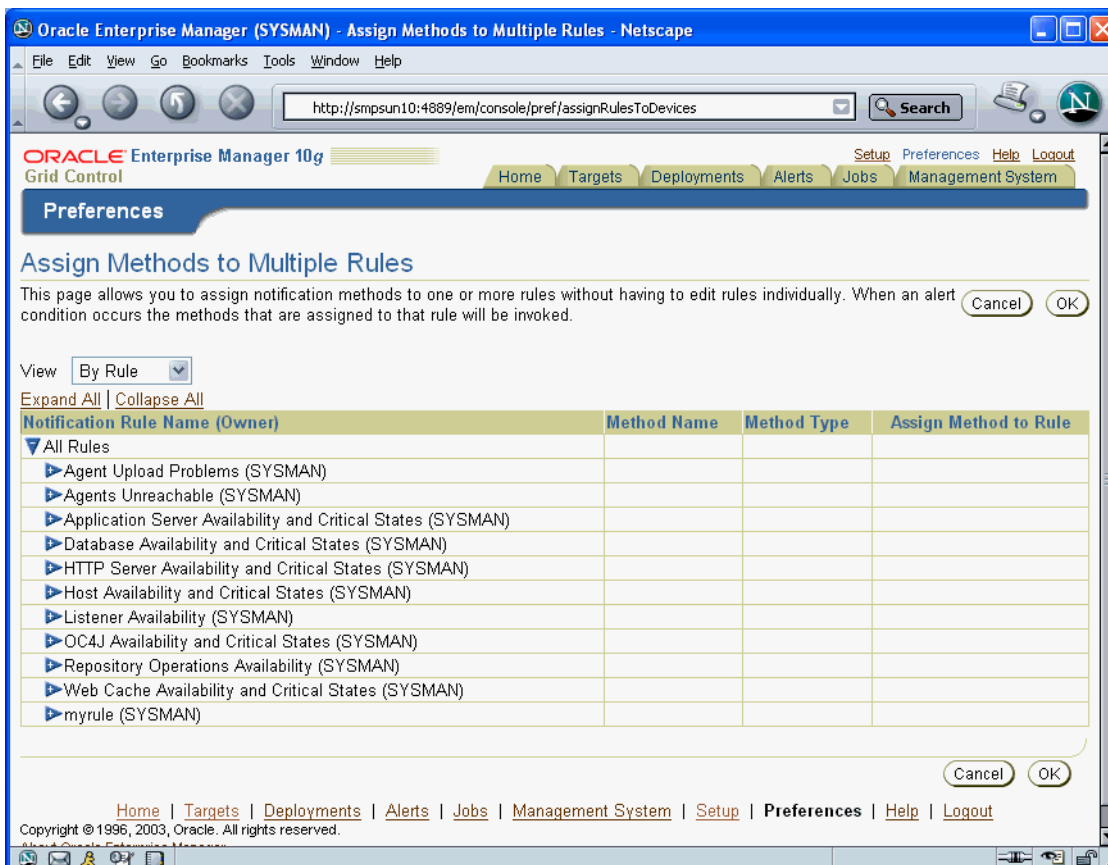 Oracle Enterprise Manager (SYSMAN) - Assign Methods to Multiple Rules - Netscape
File Edit View Go Bookmarks Tools Window Help
http://smpsun10:4889/em/console/pref/assignRulesToDevices Search
ORACLE Enterprise Manager 10g
Grid Control
Setup Preferences Help Logout
Home Targets Deployments Alerts Jobs Management System
Preferences
Assign Methods to Multiple Rules
This page allows you to assign notification methods to one or more rules without having to edit rules individually. When an alert
condition occurs the methods that are assigned to that rule will be invoked.
Cancel OK
View By Rule
Expand All | Collapse All
Notification Rule Name (Owner) Method Name Method Type Assign Method to Rule
All Rules
Agent Upload Problems (SYSMAN)
Agents Unreachable (SYSMAN)
Application Server Availability and Critical States (SYSMAN)
Database Availability and Critical States (SYSMAN)
HTTP Server Availability and Critical States (SYSMAN)
Host Availability and Critical States (SYSMAN)
Listener Availability (SYSMAN)
OC4J Availability and Critical States (SYSMAN)
Repository Operations Availability (SYSMAN)
Web Cache Availability and Critical States (SYSMAN)
myrule (SYSMAN)
Cancel OK
Home | Targets | Deployments | Alerts | Jobs | Management System | Setup | Preferences | Help | Logout
Copyright © 1996, 2003, Oracle. All rights reserved.
About Oracle Enterprise Manager